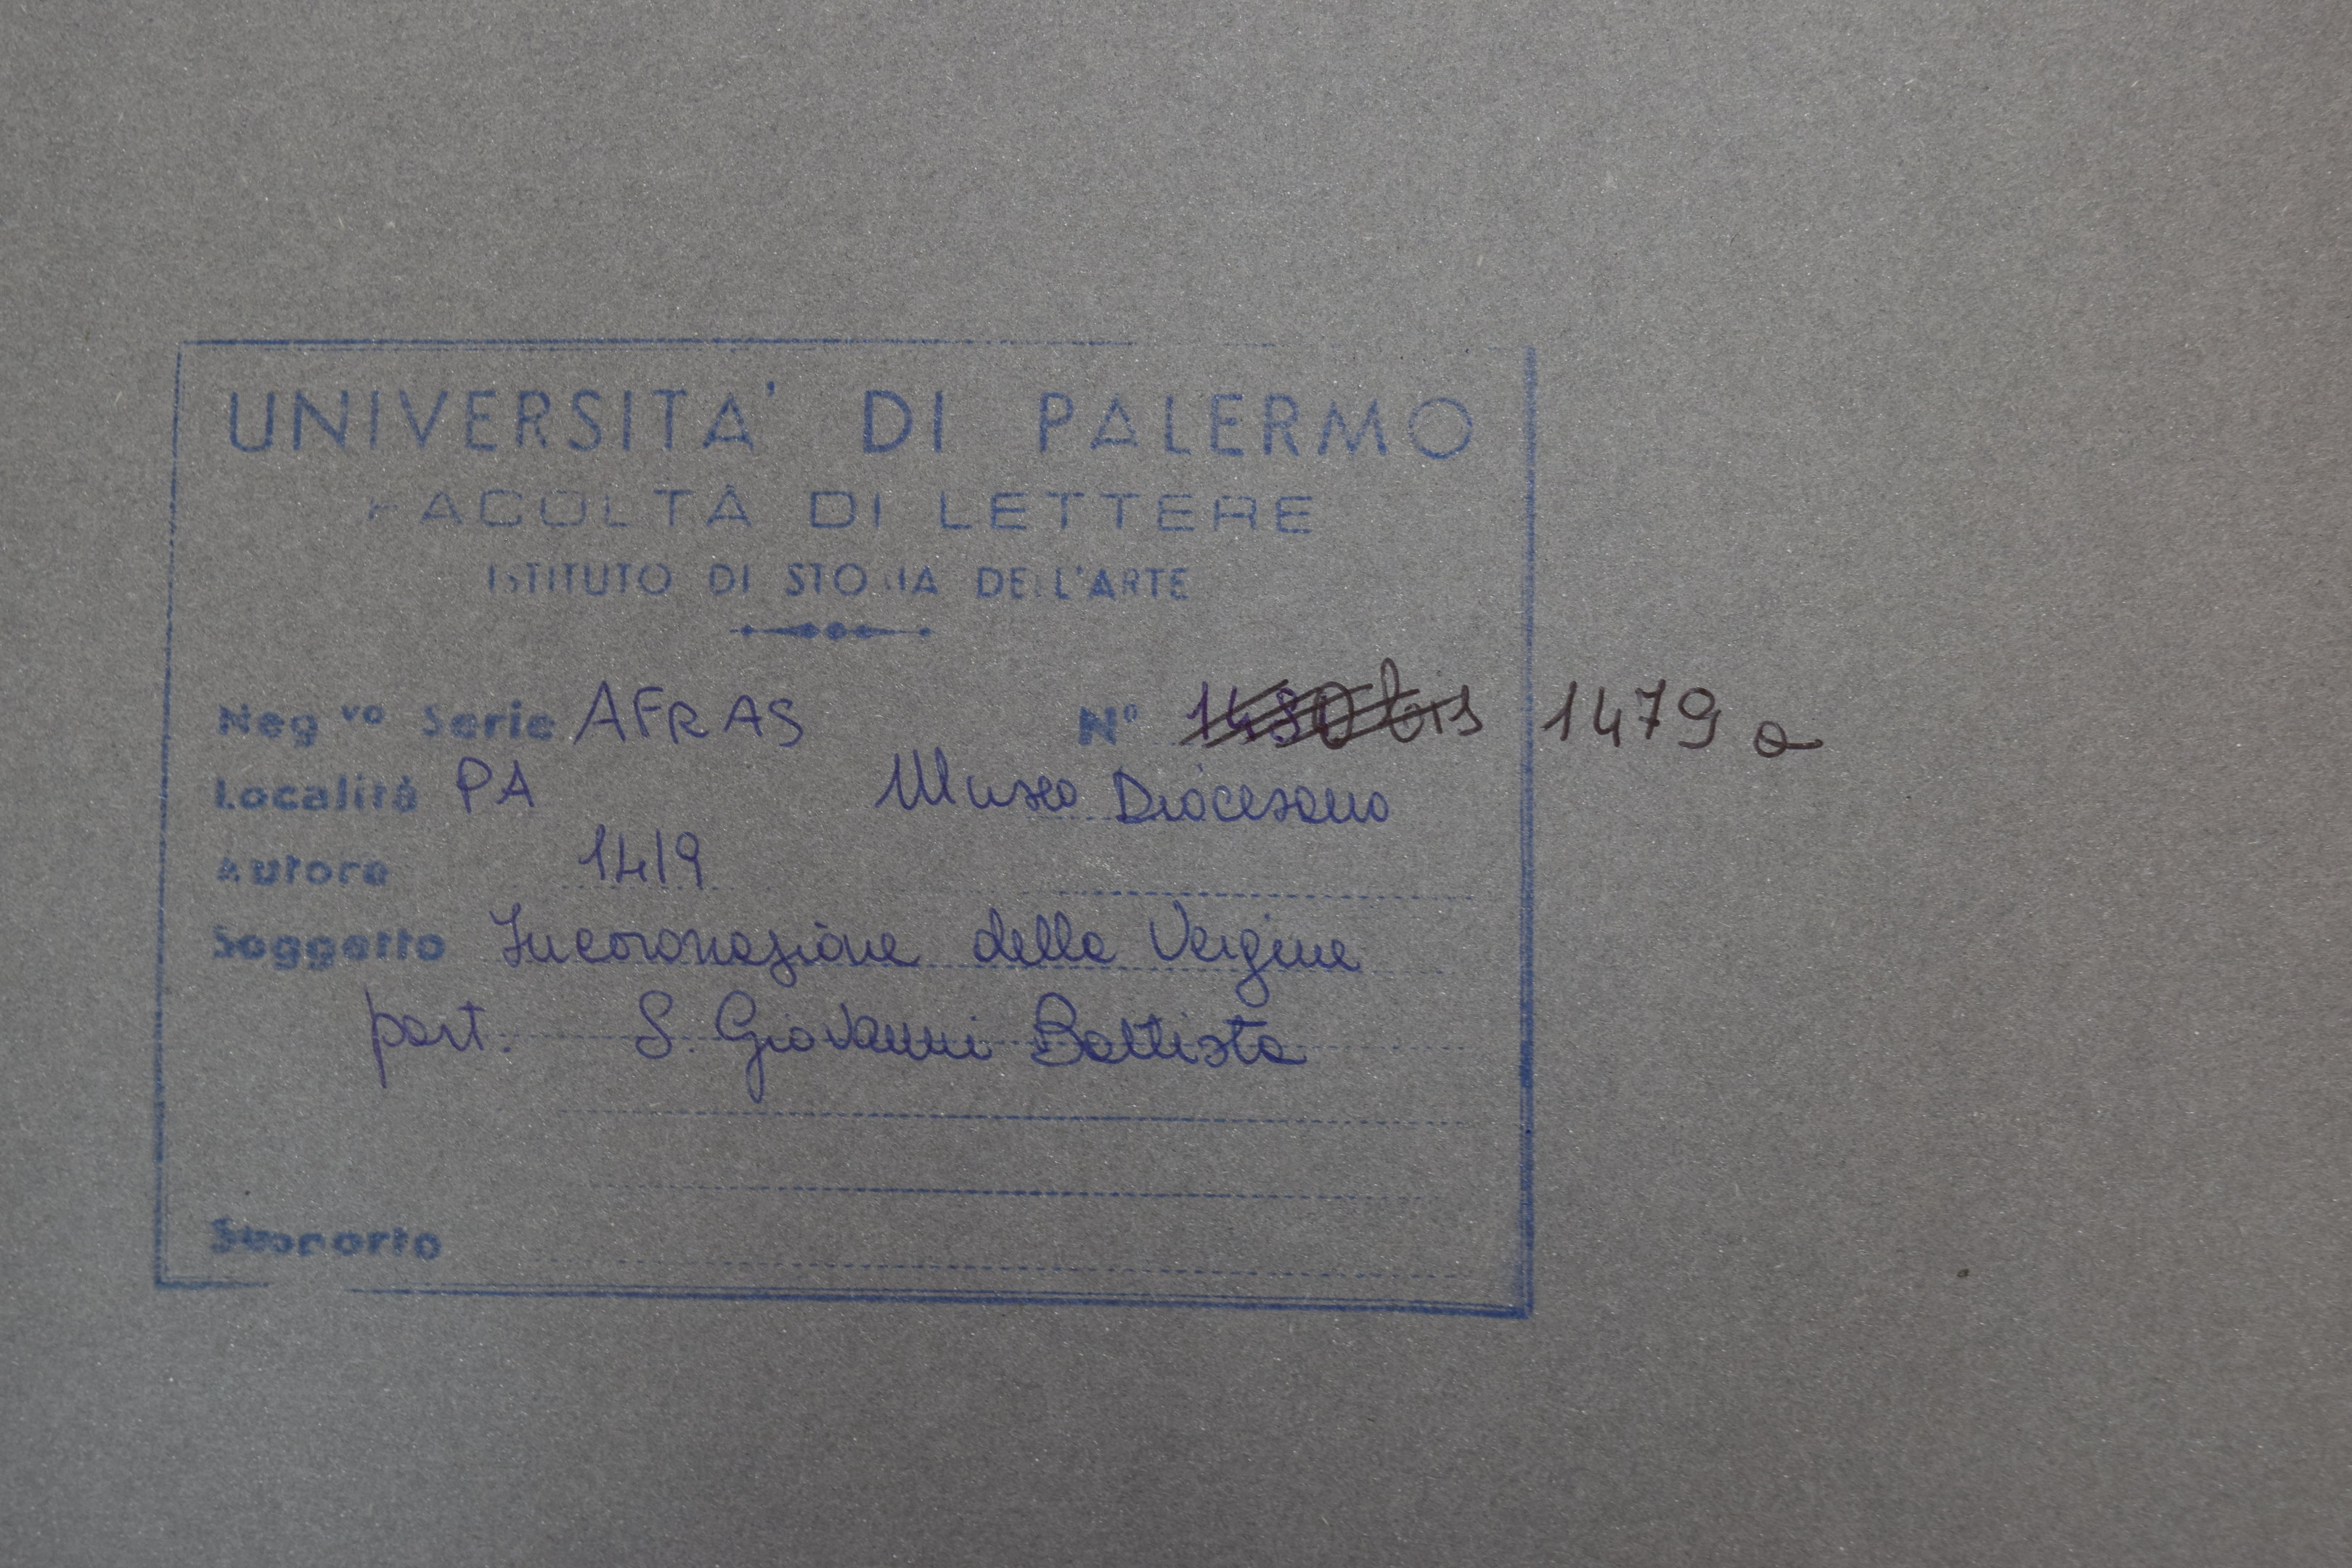 UNIVERSITA' DI PALERMO
FACOLTÀ DI LETTERE
ISTITUTO DI STORIA DELL'ARTE
Neg.vo Serie AFRAS N° 1480 bis 1479 a
Località PA Museo Diocesano
Autore 1419
Soggetto Incoronazione della Vergine
part. S. Giovanni Battista
Supporto